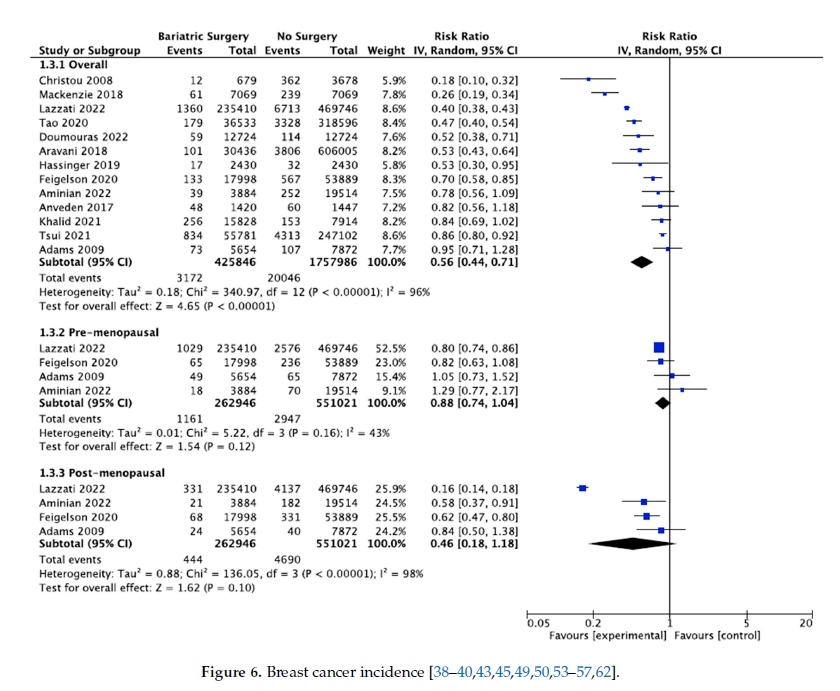 Bariatric Surgery No Surgery Risk Ratio Risk Ratio
Study or Subgroup Events Total Events Total Weight IV, Random, 95% CI IV, Random, 95% CI
1.3.1 Overall
Christou 2008 12 679 362 3678 5.9% 0.18 [0.10, 0.32]
Mackenzie 2018 61 7069 239 7069 7.8% 0.26 [0.19, 0.34]
Lazzati 2022 1360 235410 6713 469746 8.6% 0.40 [0.38, 0.43]
Tao 2020 179 36533 3328 318596 8.4% 0.47 [0.40, 0.54]
Doumouras 2022 59 12724 114 12724 7.6% 0.52 [0.38, 0.71]
Aravani 2018 101 30436 3806 606005 8.2% 0.53 [0.43, 0.64]
Hassinger 2019 17 2430 32 2430 5.8% 0.53 [0.30, 0.95]
Feigelson 2020 133 17998 567 53889 8.3% 0.70 [0.58, 0.85]
Aminian 2022 39 3884 252 19514 7.5% 0.78 [0.56, 1.09]
Anveden 2017 48 1420 60 1447 7.2% 0.82 [0.56, 1.18]
Khalid 2021 256 15828 153 7914 8.2% 0.84 [0.69, 1.02]
Tsui 2021 834 55781 4313 247102 8.6% 0.86 [0.80, 0.92]
Adams 2009 73 5654 107 7872 7.7% 0.95 [0.71, 1.28]
Subtotal (95% CI) 425846 1757986 100.0% 0.56 [0.44, 0.71]
Total events 3172 20046
Heterogeneity: Tau² = 0.18; Chi² = 340.97, df = 12 (P < 0.00001); I² = 96%
Test for overall effect: Z = 4.65 (P < 0.00001)
1.3.2 Pre-menopausal
Lazzati 2022 1029 235410 2576 469746 52.5% 0.80 [0.74, 0.86]
Feigelson 2020 65 17998 236 53889 23.0% 0.82 [0.63, 1.08]
Adams 2009 49 5654 65 7872 15.4% 1.05 [0.73, 1.52]
Aminian 2022 18 3884 70 19514 9.1% 1.29 [0.77, 2.17]
Subtotal (95% CI) 262946 551021 100.0% 0.88 [0.74, 1.04]
Total events 1161 2947
Heterogeneity: Tau² = 0.01; Chi² = 5.22, df = 3 (P = 0.16); I² = 43%
Test for overall effect: Z = 1.54 (P = 0.12)
1.3.3 Post-menopausal
Lazzati 2022 331 235410 4137 469746 25.9% 0.16 [0.14, 0.18]
Aminian 2022 21 3884 182 19514 24.5% 0.58 [0.37, 0.91]
Feigelson 2020 68 17998 331 53889 25.5% 0.62 [0.47, 0.80]
Adams 2009 24 5654 40 7872 24.2% 0.84 [0.50, 1.38]
Subtotal (95% CI) 262946 551021 100.0% 0.46 [0.18, 1.18]
Total events 444 4690
Heterogeneity: Tau² = 0.88; Chi² = 136.05, df = 3 (P < 0.00001); I² = 98%
Test for overall effect: Z = 1.62 (P = 0.10)
0.05 0.2 1 5 20
Favours [experimental] Favours [control]
Figure 6. Breast cancer incidence [38–40,43,45,49,50,53–57,62].